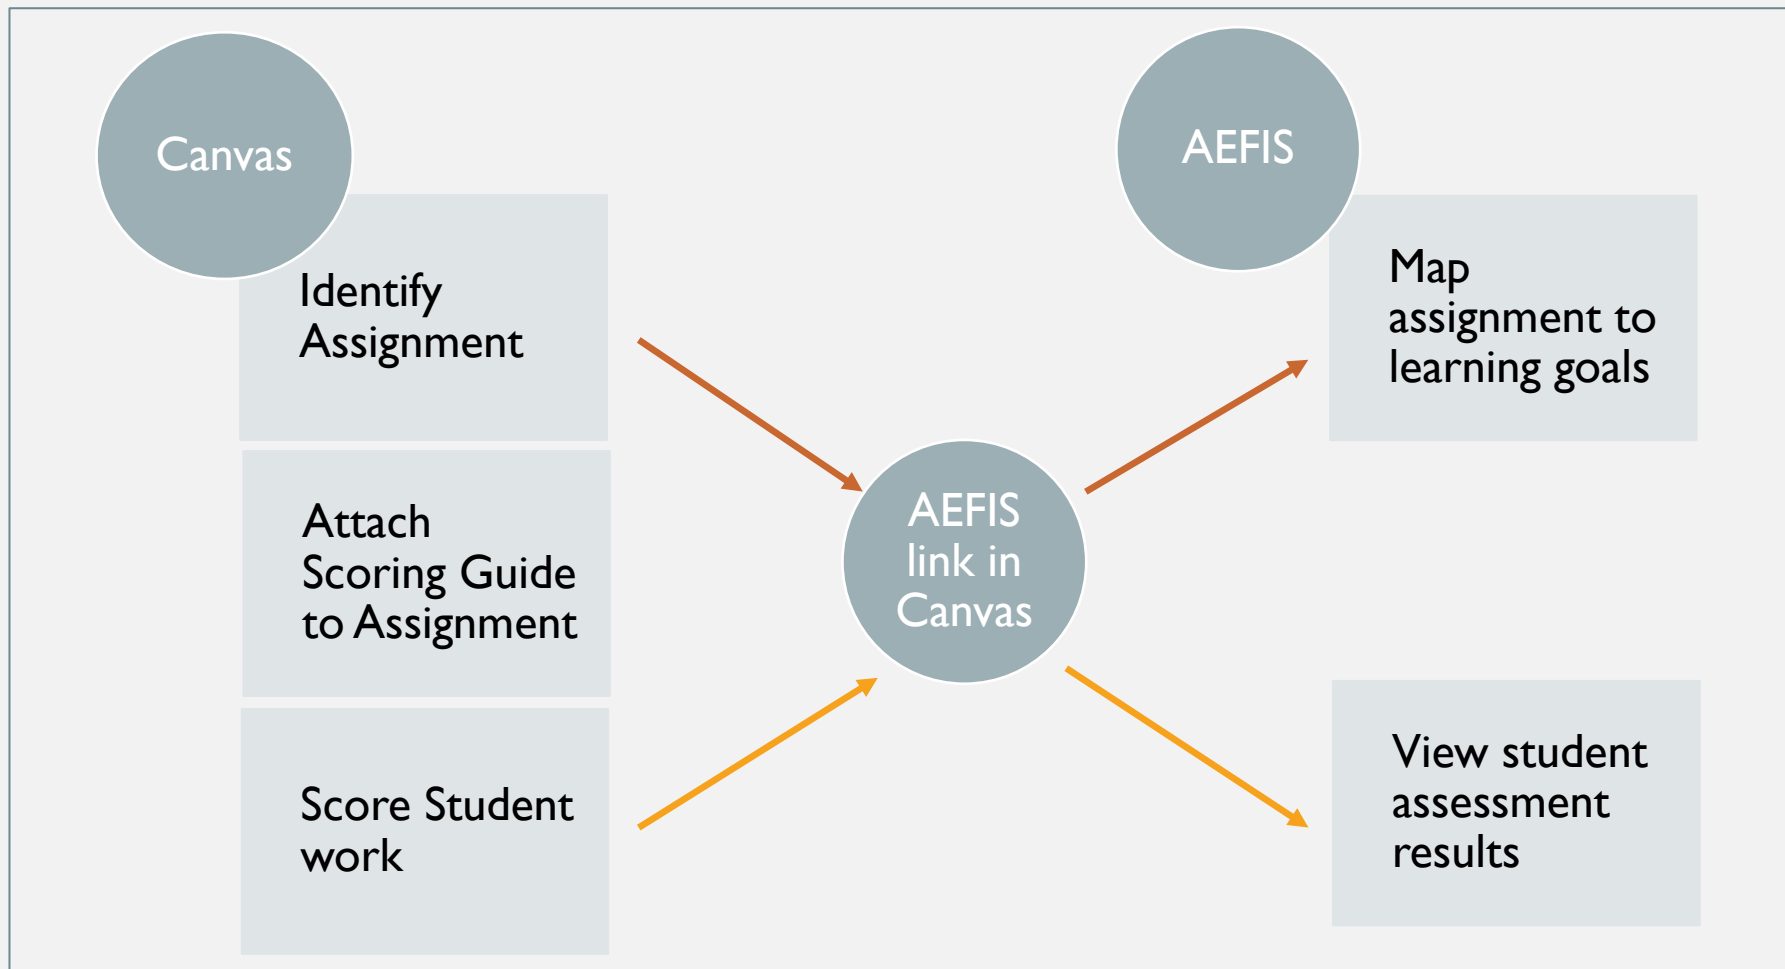 Canvas
Identify
Assignment
Attach
Scoring Guide
to Assignment
Score Student
work
AEFIS
link in
Canvas
AEFIS
Map
assignment to
learning goals
View student
assessment
results